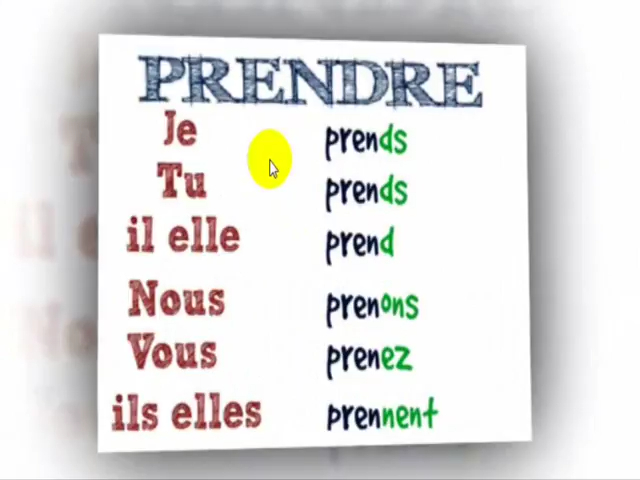 PRENDRE
Je prends
Tu prends
il elle prend
Nous prenons
Vous prenez
ils elles prennent